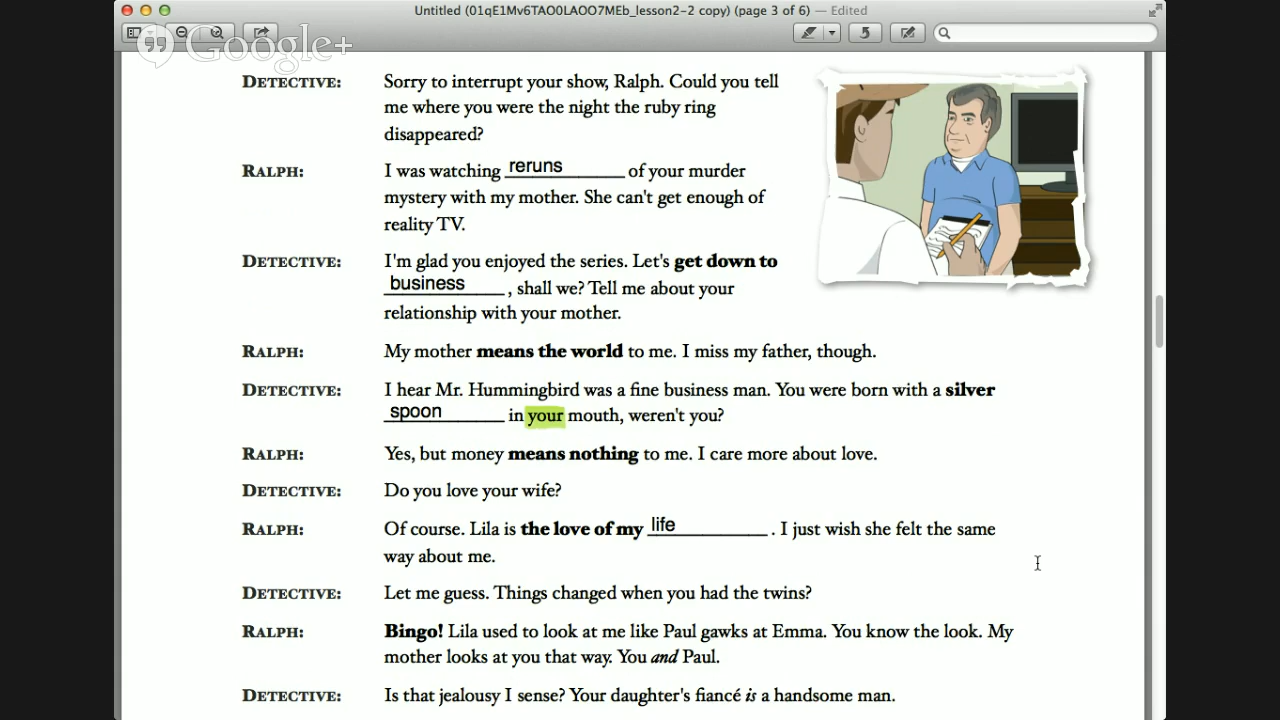 Untitled (01qE1Mv6TAO0LAOO7MEb_lesson2-2 copy) (page 3 of 6) — Edited
Google+
DETECTIVE: Sorry to interrupt your show, Ralph. Could you tell
me where you were the night the ruby ring
disappeared?
RALPH: I was watching reruns of your murder
mystery with my mother. She can't get enough of
reality TV.
DETECTIVE: I'm glad you enjoyed the series. Let's get down to
business, shall we? Tell me about your
relationship with your mother.
RALPH: My mother means the world to me. I miss my father, though.
DETECTIVE: I hear Mr. Hummingbird was a fine business man. You were born with a silver
spoon in your mouth, weren't you?
RALPH: Yes, but money means nothing to me. I care more about love.
DETECTIVE: Do you love your wife?
RALPH: Of course. Lila is the love of my life. I just wish she felt the same
way about me.
DETECTIVE: Let me guess. Things changed when you had the twins?
RALPH: Bingo! Lila used to look at me like Paul gawks at Emma. You know the look. My
mother looks at you that way. You and Paul.
DETECTIVE: Is that jealousy I sense? Your daughter's fiancé is a handsome man.